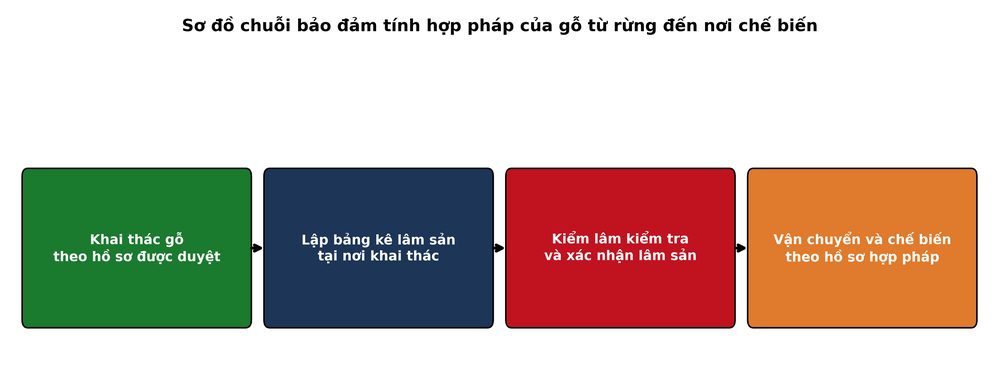 Sơ đồ chuỗi bảo đảm tính hợp pháp của gỗ từ rừng đến nơi chế biến
Khai thác gỗ
theo hồ sơ được duyệt
Lập bảng kê lâm sản
tại nơi khai thác
Kiểm lâm kiểm tra
và xác nhận lâm sản
Vận chuyển và chế biến
theo hồ sơ hợp pháp